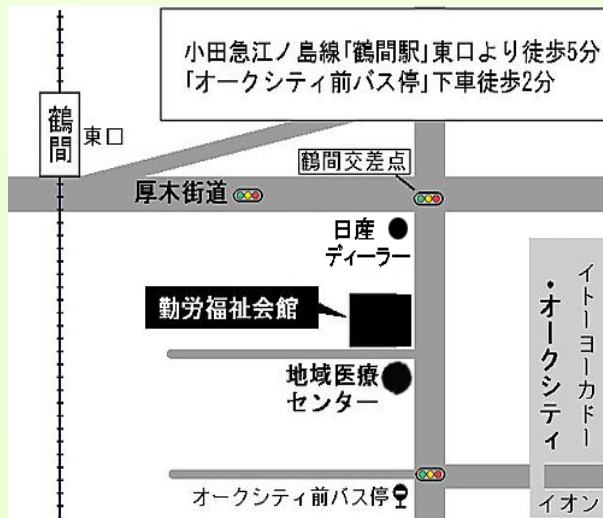 小田急江ノ島線「鶴間駅」東口より徒歩5分
「オークシティ前バス停」下車徒歩2分
鶴間
東口
鶴間交差点
厚木街道
日産
ディーラー
勤労福祉会館
地域医療
センター
イトーヨーカドー
・オークシティ
オークシティ前バス停
イオン